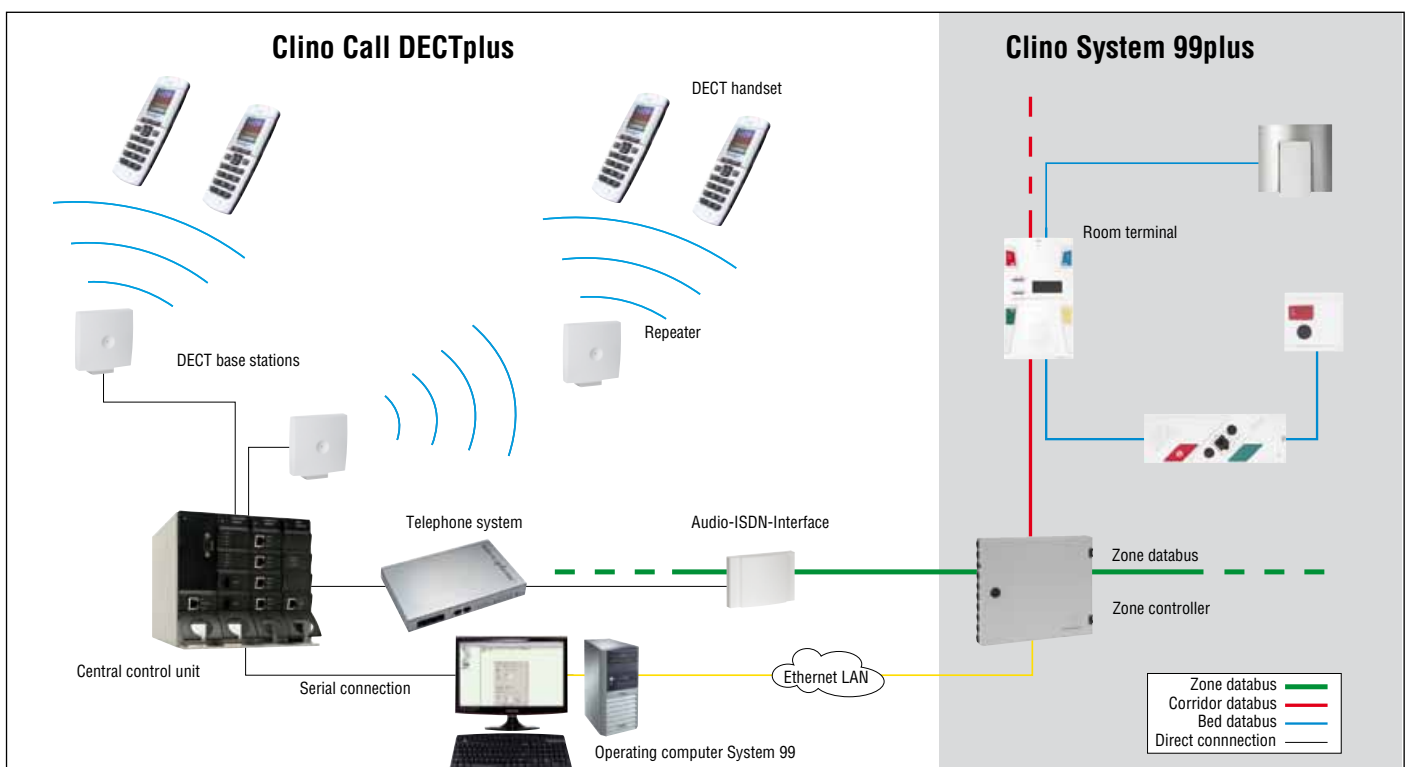 Clino Call DECTplus
Clino System 99plus
DECT handset
Room terminal
Repeater
DECT base stations
Telephone system
Audio-ISDN-Interface
Zone databus
Zone controller
Central control unit
Serial connection
Ethernet LAN
Operating computer System 99
Zone databus
Corridor databus
Bed databus
Direct connnection